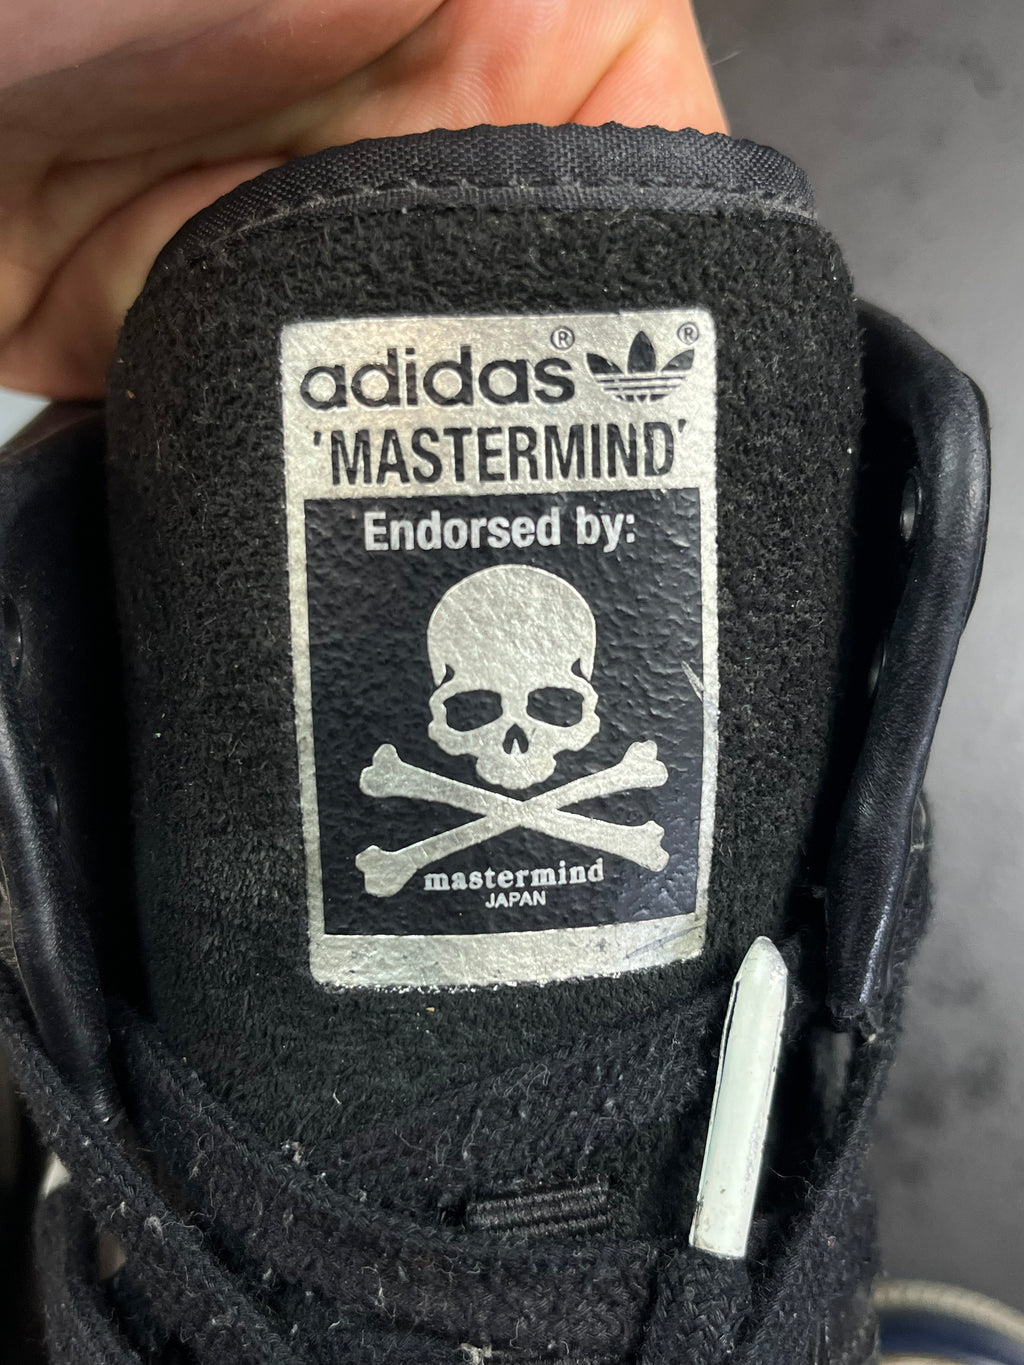 adidas® ®
'MASTERMIND'
Endorsed by:
mastermind
JAPAN